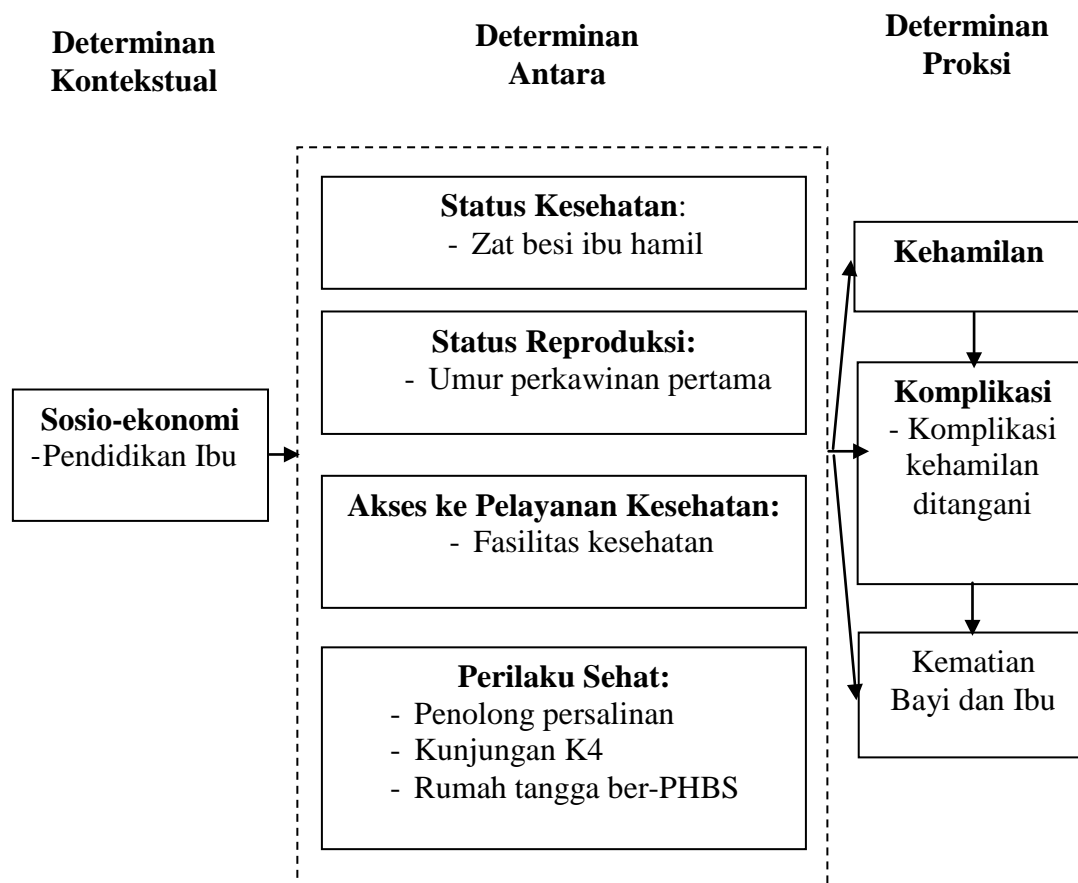 Determinan
Kontekstual
Determinan
Antara
Determinan
Proksi
Sosio-ekonomi
-Pendidikan Ibu
Status Kesehatan:
- Zat besi ibu hamil
Status Reproduksi:
- Umur perkawinan pertama
Akses ke Pelayanan Kesehatan:
- Fasilitas kesehatan
Perilaku Sehat:
- Penolong persalinan
- Kunjungan K4
- Rumah tangga ber-PHBS
Kehamilan
Komplikasi
- Komplikasi
kehamilan
ditangani
Kematian
Bayi dan Ibu